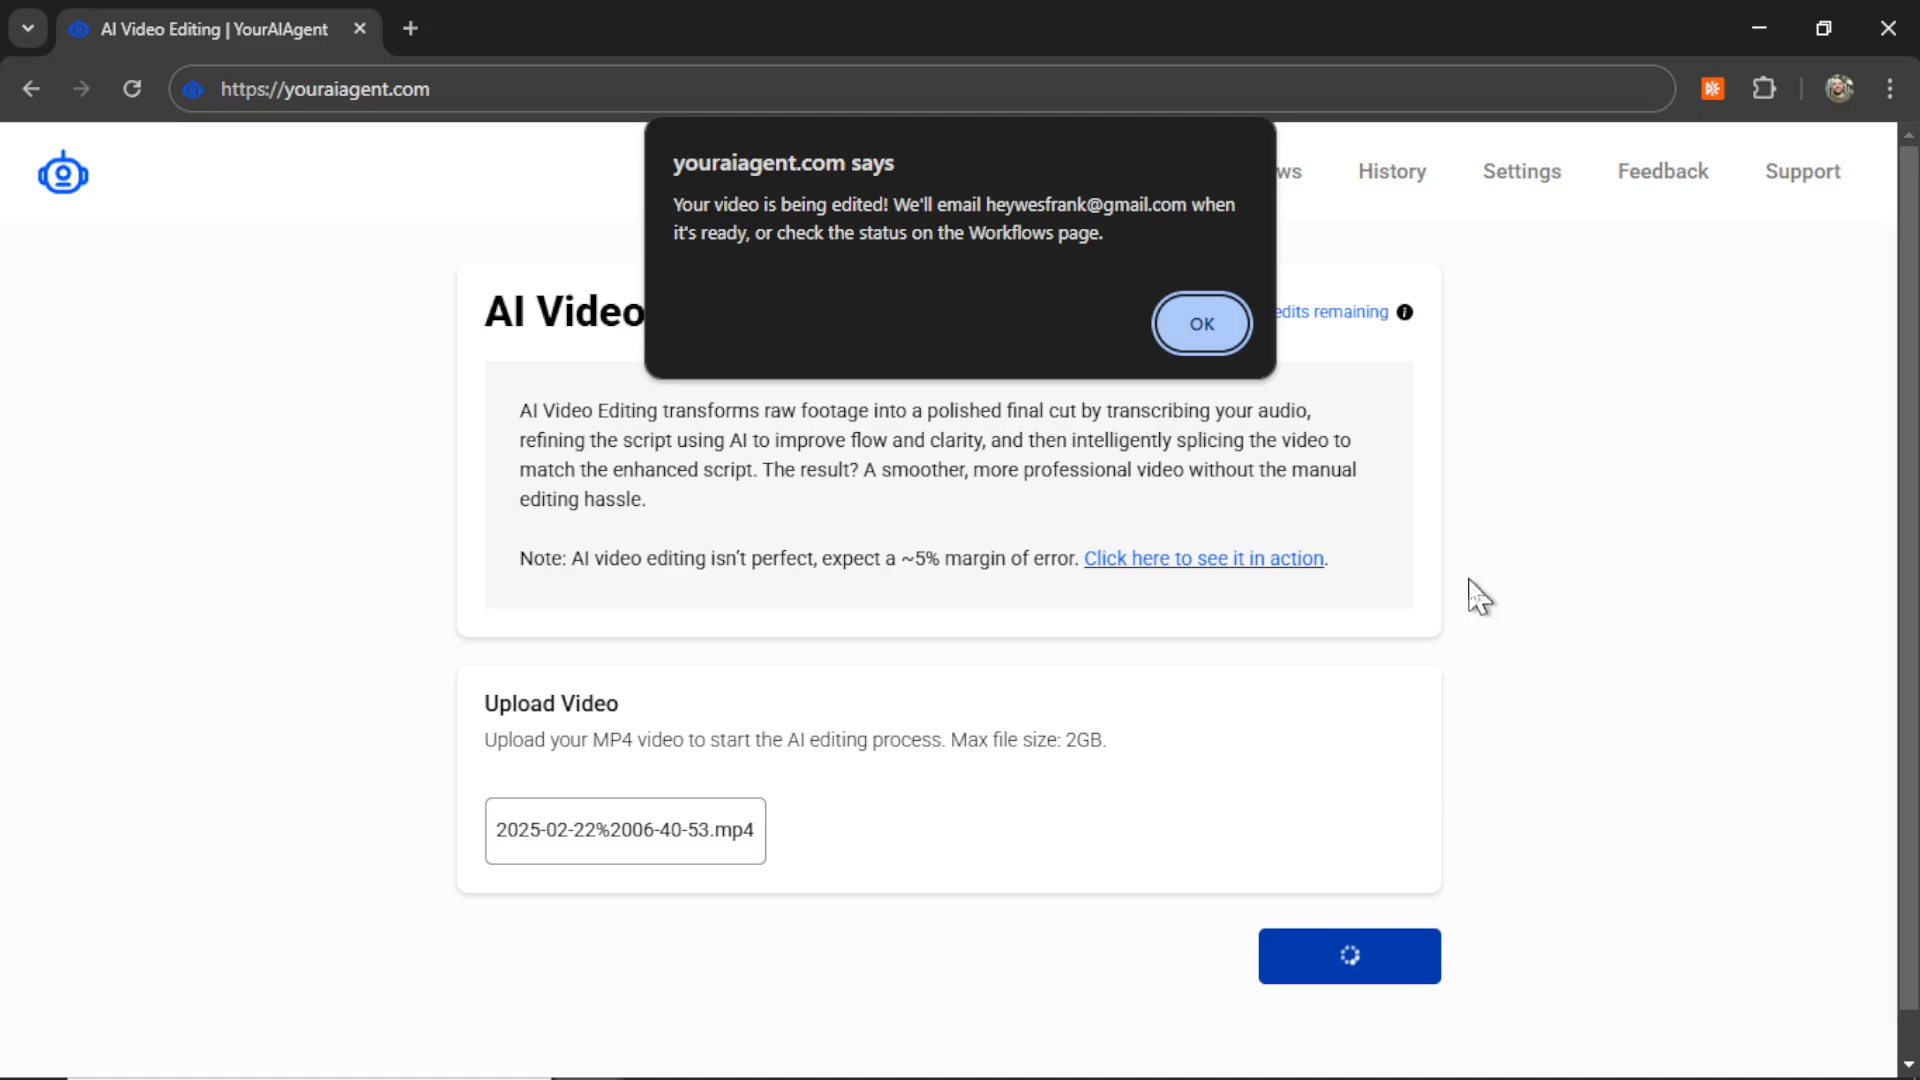 AI Video Editing | YourAIAgent
https://youraiagent.com
youraiagent.com says
Your video is being edited! We'll email heywesfrank@gmail.com when
it's ready, or check the status on the Workflows page.
OK
ws
History
Settings
Feedback
Support
AI Video
edits remaining
AI Video Editing transforms raw footage into a polished final cut by transcribing your audio,
refining the script using AI to improve flow and clarity, and then intelligently splicing the video to
match the enhanced script. The result? A smoother, more professional video without the manual
editing hassle.
Note: AI video editing isn’t perfect, expect a ~5% margin of error. Click here to see it in action.
Upload Video
Upload your MP4 video to start the AI editing process. Max file size: 2GB.
2025-02-22%2006-40-53.mp4